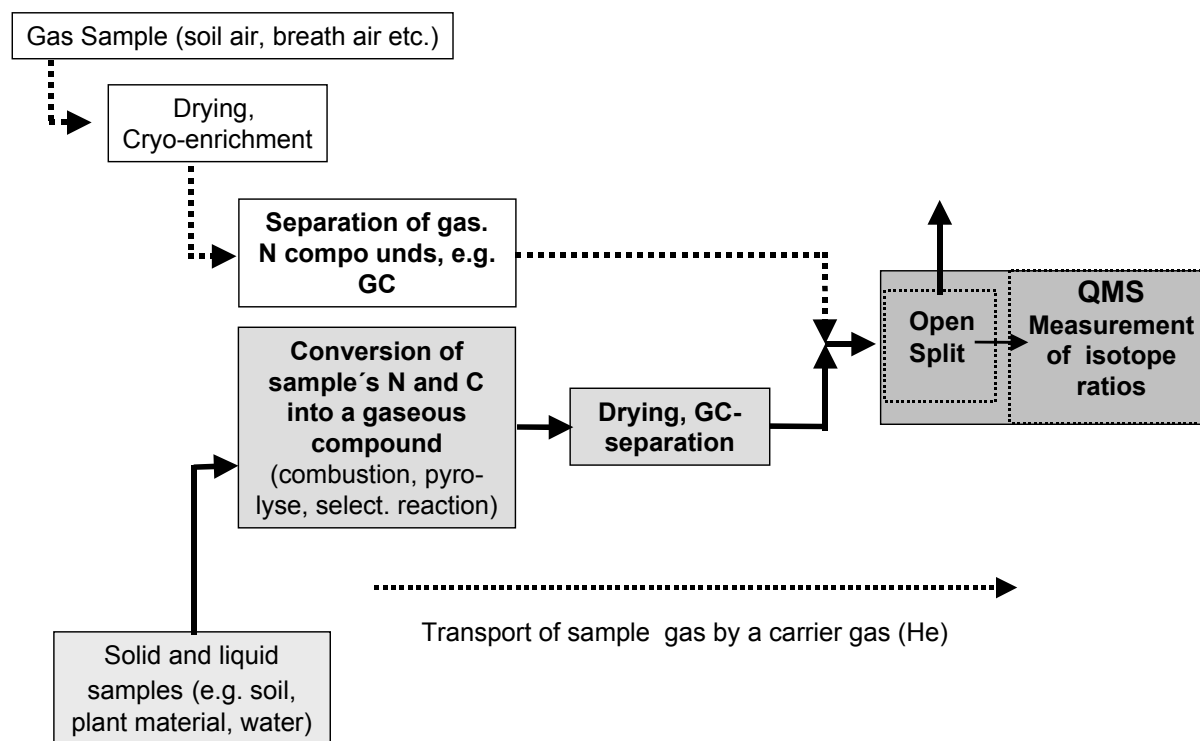 Gas Sample (soil air, breath air etc.)
Drying,
Cryo-enrichment
Separation of gas.
N compo unds, e.g.
GC
Conversion of
sample´s N and C
into a gaseous
compound
(combustion, pyro-
lyse, select. reaction)
Drying, GC-
separation
Open
Split
QMS
Measurement
of isotope
ratios
Transport of sample gas by a carrier gas (He)
Solid and liquid
samples (e.g. soil,
plant material, water)